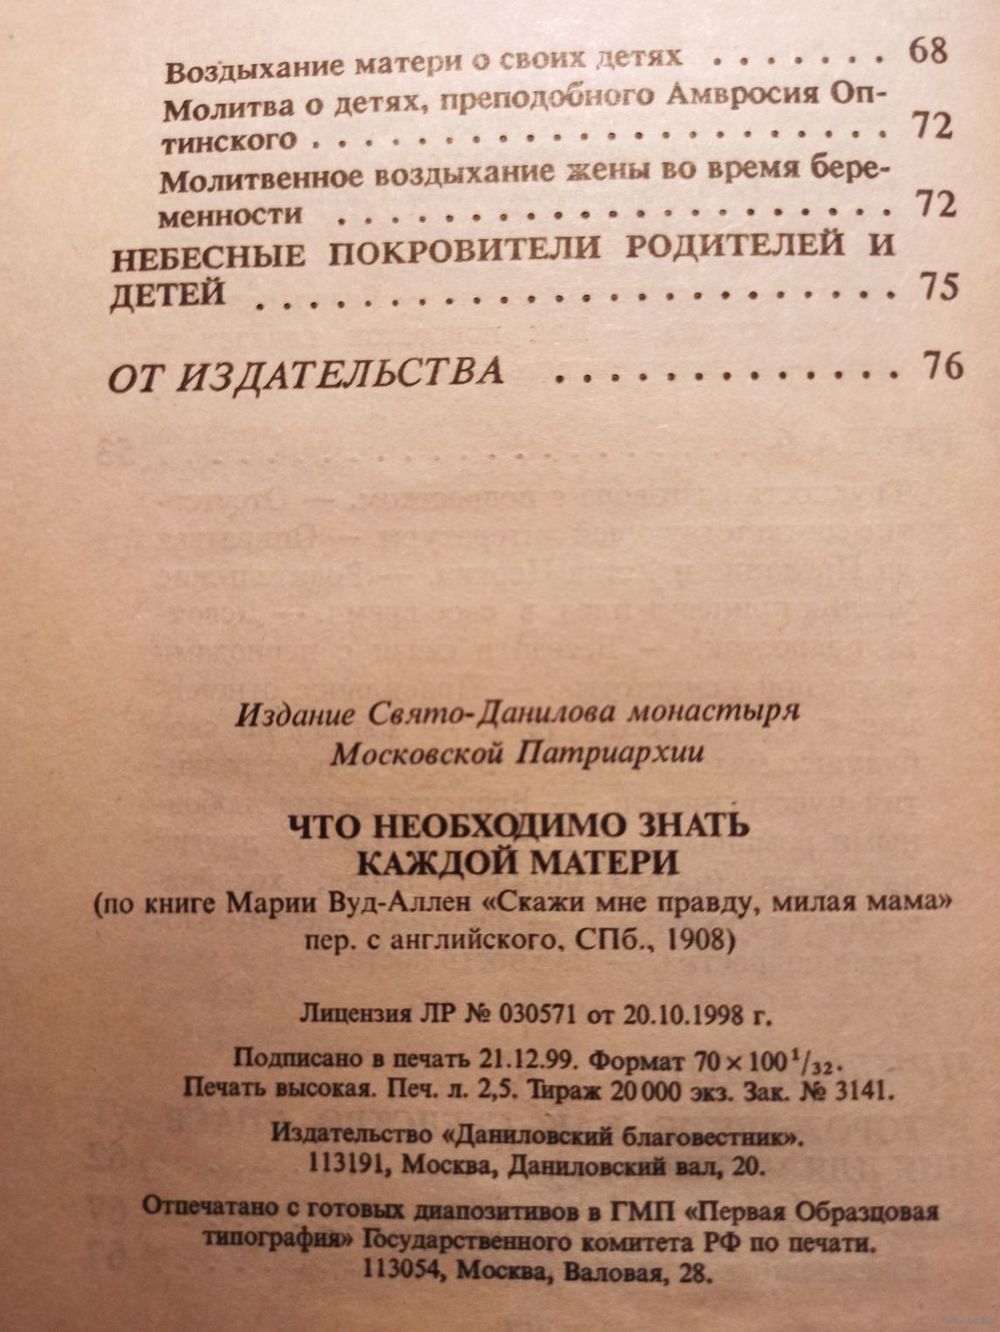 Воздыхание матери о своих детях . . . . . . . 68
Молитва о детях, преподобного Амвросия Оп-
тинского . . . . . . . . . . . . . . . . . . . . . . 72
Молитвенное воздыхание жены во время бере-
менности . . . . . . . . . . . . . . . . . . . . . 72
НЕБЕСНЫЕ ПОКРОВИТЕЛИ РОДИТЕЛЕЙ И
ДЕТЕЙ . . . . . . . . . . . . . . . . . . . . . . . . 75
ОТ ИЗДАТЕЛЬСТВА . . . . . . . . . . . . . 76
Издание Свято-Данилова монастыря
Московской Патриархии
ЧТО НЕОБХОДИМО ЗНАТЬ
КАЖДОЙ МАТЕРИ
(по книге Марии Вуд-Аллен «Скажи мне правду, милая мама»
пер. с английского, СПб., 1908)
Лицензия ЛР № 030571 от 20.10.1998 г.
Подписано в печать 21.12.99. Формат 70 × 100 1/32.
Печать высокая. Печ. л. 2,5. Тираж 20 000 экз. Зак. № 3141.
Издательство «Даниловский благовестник».
113191, Москва, Даниловский вал, 20.
Отпечатано с готовых диапозитивов в ГМП «Первая Образцовая
типография» Государственного комитета РФ по печати.
113054, Москва, Валовая, 28.